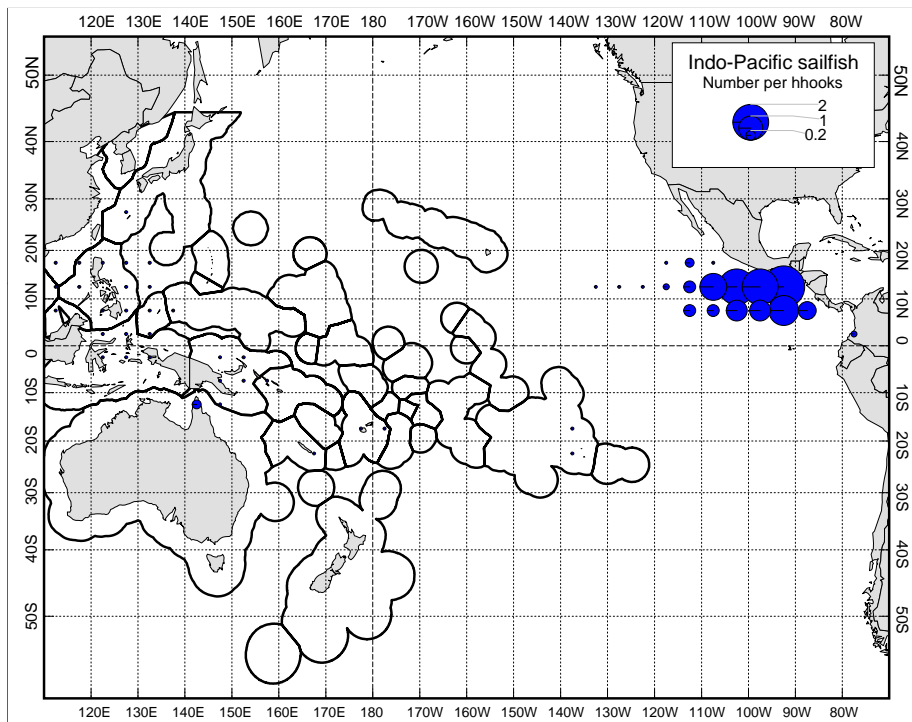 120E 130E 140E 150E 160E 170E 180 170W 160W 150W 140W 130W 120W 110W 100W 90W 80W
50N 50N
Indo-Pacific sailfish
Number per hhooks
2
1
0.2
40N 40N
30N 30N
20N 20N
10N 10N
0 0
10S 10S
20S 20S
30S 30S
40S 40S
50S 50S
120E 130E 140E 150E 160E 170E 180 170W 160W 150W 140W 130W 120W 110W 100W 90W 80W